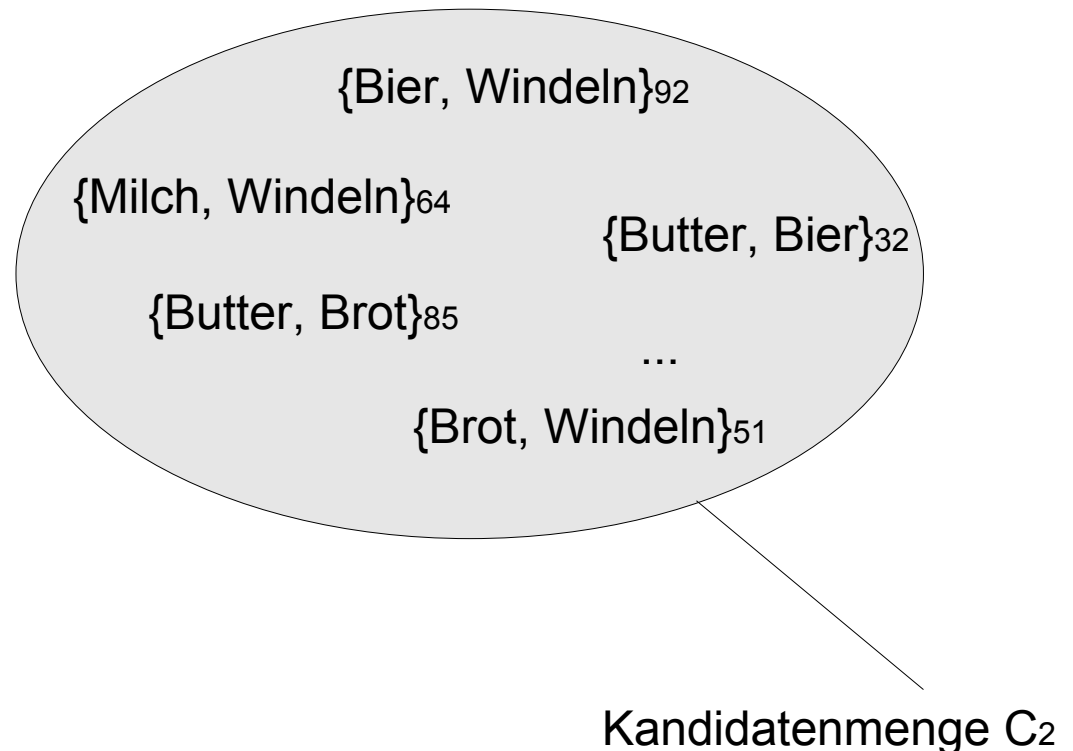 {Bier, Windeln}92
{Milch, Windeln}64
{Butter, Bier}32
{Butter, Brot}85
...
{Brot, Windeln}51
Kandidatenmenge C2